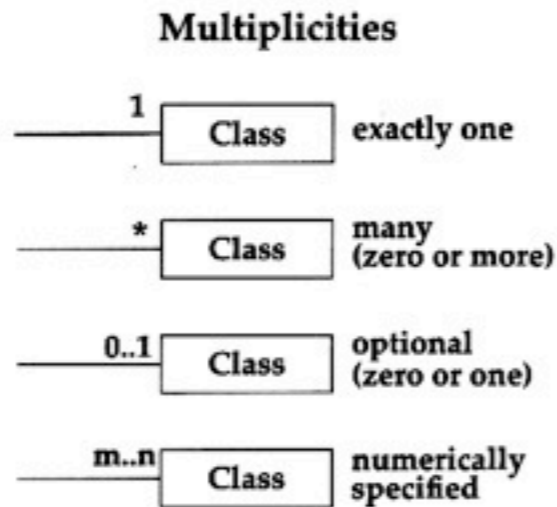 Multiplicities
1
Class
exactly one
*
Class
many
(zero or more)
0..1
Class
optional
(zero or one)
m..n
Class
numerically
specified